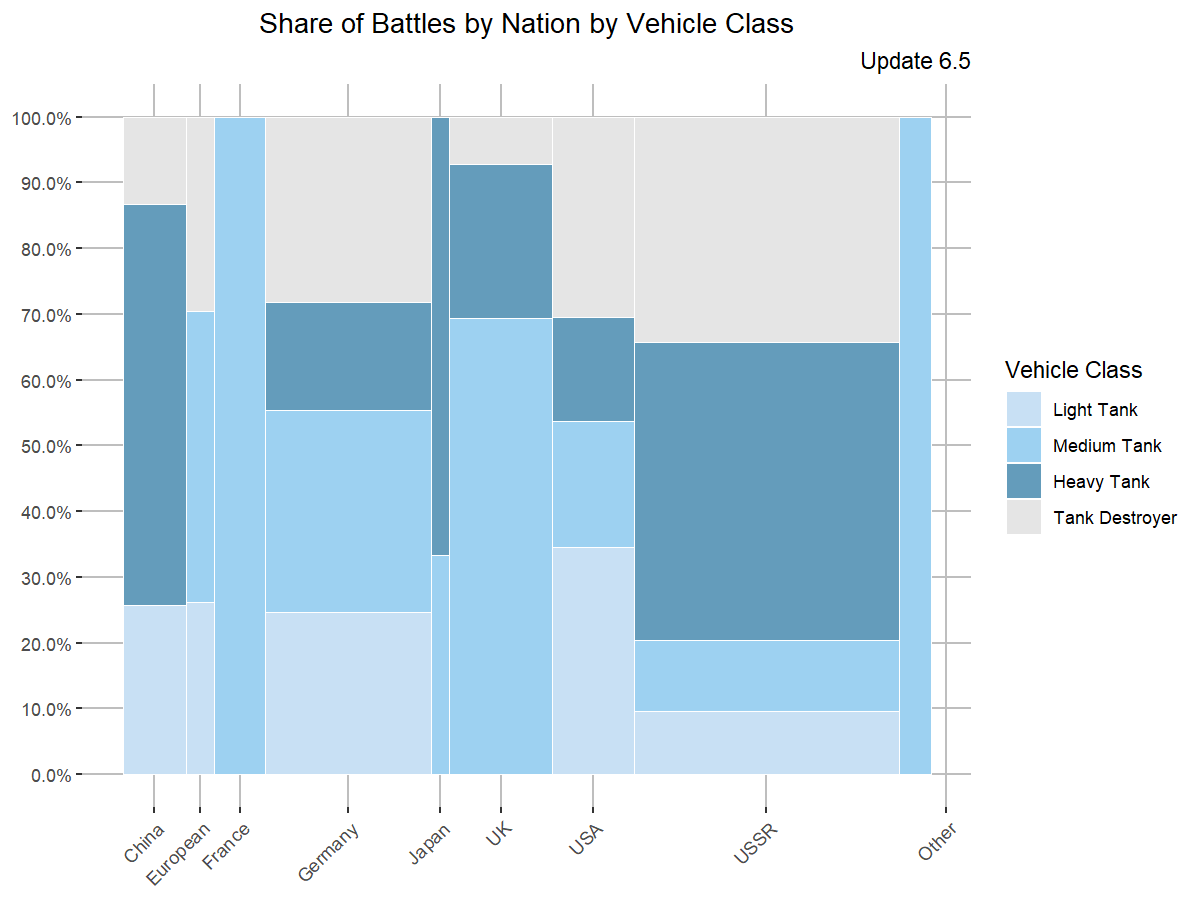 Share of Battles by Nation by Vehicle Class
Update 6.5
100.0%
90.0%
80.0%
70.0%
60.0%
50.0%
40.0%
30.0%
20.0%
10.0%
0.0%
China
European
France
Germany
Japan
UK
USA
USSR
Other
Vehicle Class
Light Tank
Medium Tank
Heavy Tank
Tank Destroyer